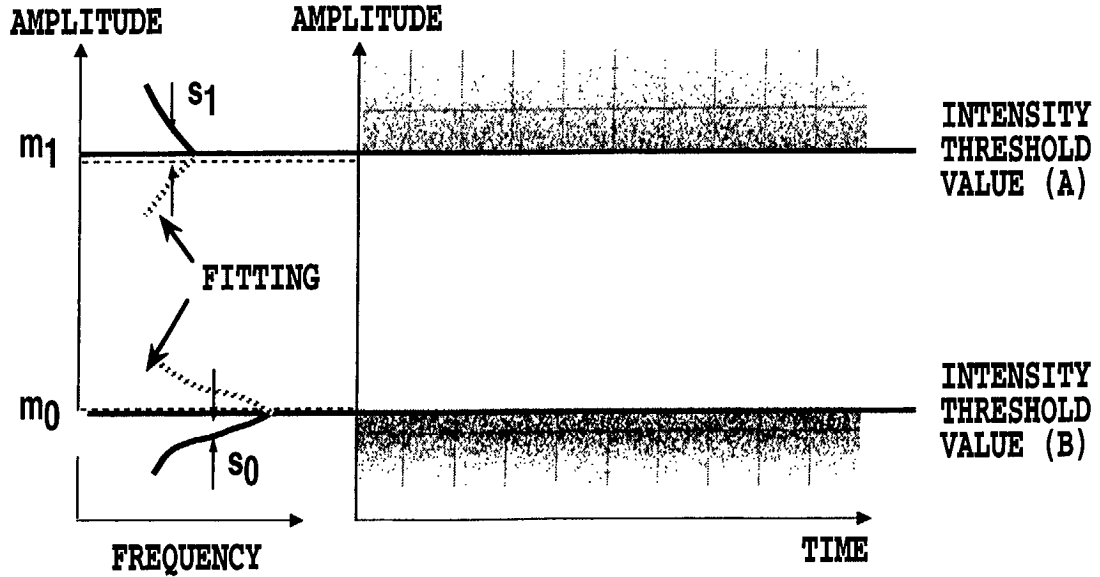 AMPLITUDE
AMPLITUDE
s1
m1
INTENSITY
THRESHOLD
VALUE (A)
FITTING
m0
INTENSITY
THRESHOLD
VALUE (B)
s0
FREQUENCY
TIME